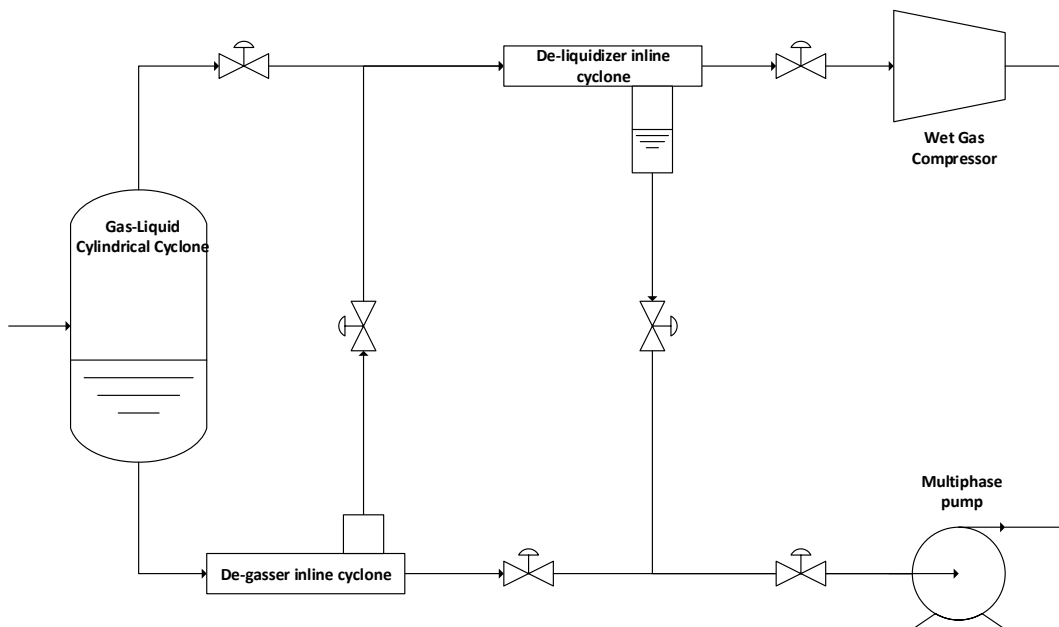 De-liquidizer inline
cyclone
Wet Gas
Compressor
Gas-Liquid
Cylindrical Cyclone
Multiphase
pump
De-gasser inline cyclone